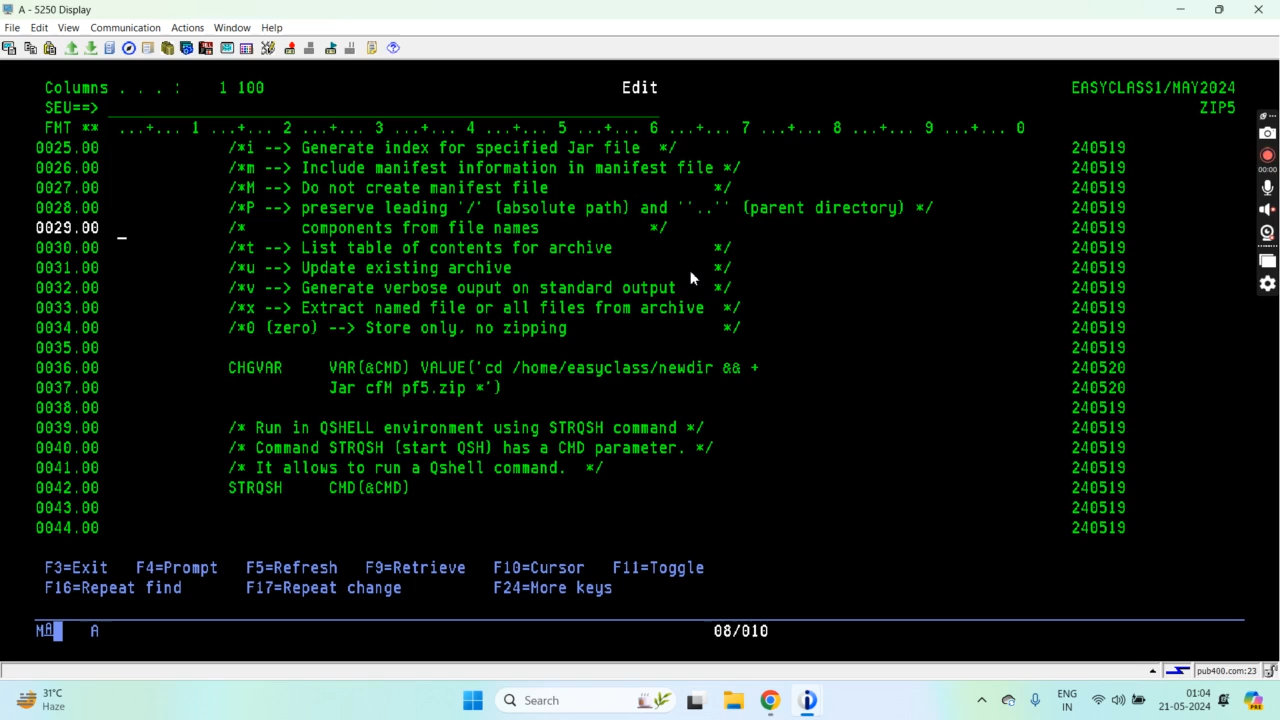 A - 5250 Display
File Edit View Communication Actions Window Help
Columns . . . :    1 100    Edit    EASYCLASS1/MAY2024
SEU==>    ZIP5
FMT **  ...+... 1 ...+... 2 ...+... 3 ...+... 4 ...+... 5 ...+... 6 ...+... 7 ...+... 8 ...+... 9 ...+... 0
0025.00    /*i --> Generate index for specified Jar file  */    240519
0026.00    /*m --> Include manifest information in manifest file */    240519
0027.00    /*M --> Do not create manifest file    */    240519
0028.00    /*P --> preserve leading '/' (absolute path) and ''..'' (parent directory) */    240519
0029.00    /*      components from file names    */    240519
0030.00    /*t --> List table of contents for archive    */    240519
0031.00    /*u --> Update existing archive    */    240519
0032.00    /*v --> Generate verbose ouput on standard output    */    240519
0033.00    /*x --> Extract named file or all files from archive  */    240519
0034.00    /*0 (zero) --> Store only, no zipping    */    240519
0035.00    240519
0036.00    CHGVAR     VAR(&CMD) VALUE('cd /home/easyclass/newdir && +    240520
0037.00    Jar cfM pf5.zip *')    240520
0038.00    240519
0039.00    /* Run in QSHELL environment using STRQSH command */    240519
0040.00    /* Command STRQSH (start QSH) has a CMD parameter. */    240519
0041.00    /* It allows to run a Qshell command.  */    240519
0042.00    STRQSH     CMD(&CMD)    240519
0043.00    240519
0044.00    240519
F3=Exit   F4=Prompt   F5=Refresh   F9=Retrieve   F10=Cursor   F11=Toggle
F16=Repeat find       F17=Repeat change          F24=More keys
A    08/010
pub400.com:23
31°C
Haze
Search
ENG
IN
01:04
21-05-2024
00:00